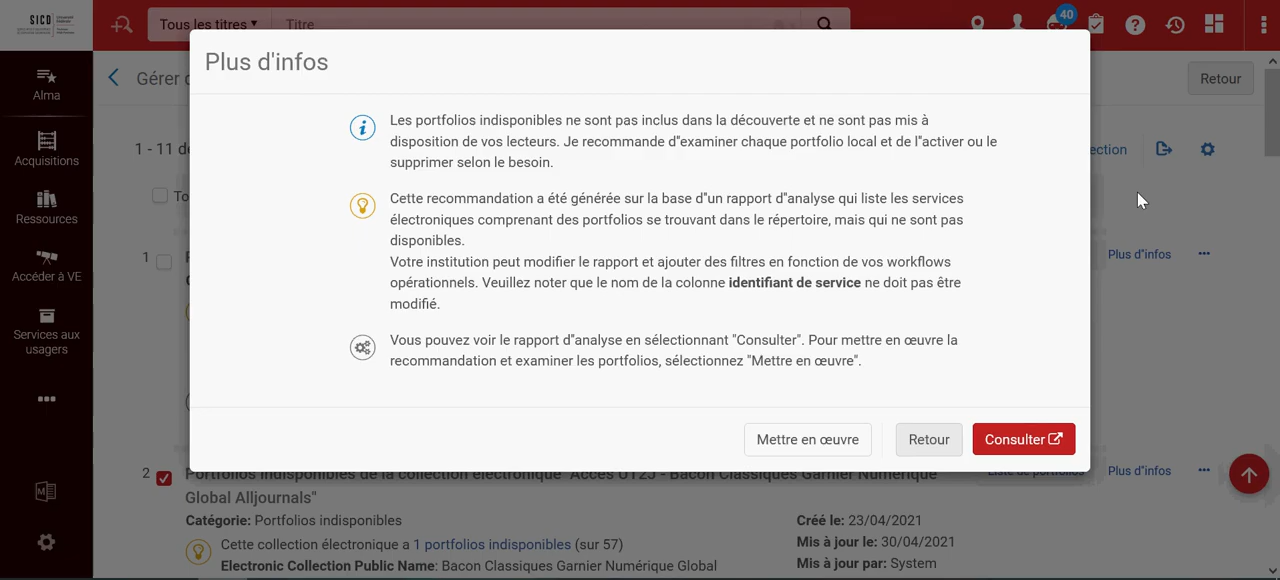 SICD
Tous les titres
Titre
40
Alma
Acquisitions
Ressources
Accéder à VE
Services aux
usagers
Gérer
Retour
1 - 11
ection
To
1
Plus d'infos
Plus d'infos
Les portfolios indisponibles ne sont pas inclus dans la découverte et ne sont pas mis à
disposition de vos lecteurs. Je recommande d''examiner chaque portfolio local et de l''activer ou le
supprimer selon le besoin.
Cette recommandation a été générée sur la base d''un rapport d''analyse qui liste les services
électroniques comprenant des portfolios se trouvant dans le répertoire, mais qui ne sont pas
disponibles.
Votre institution peut modifier le rapport et ajouter des filtres en fonction de vos workflows
opérationnels. Veuillez noter que le nom de la colonne identifiant de service ne doit pas être
modifié.
Vous pouvez voir le rapport d''analyse en sélectionnant "Consulter". Pour mettre en œuvre la
recommandation et examiner les portfolios, sélectionnez "Mettre en œuvre".
Mettre en œuvre
Retour
Consulter
2
Portfolios indisponibles de la collection électronique "Accès UT2J - Bacon Classiques Garnier Numérique
Global Alljournals"
Liste de portfolios
Plus d'infos
Catégorie: Portfolios indisponibles
Cette collection électronique a 1 portfolios indisponibles (sur 57)
Electronic Collection Public Name: Bacon Classiques Garnier Numérique Global
Créé le: 23/04/2021
Mis à jour le: 30/04/2021
Mis à jour par: System